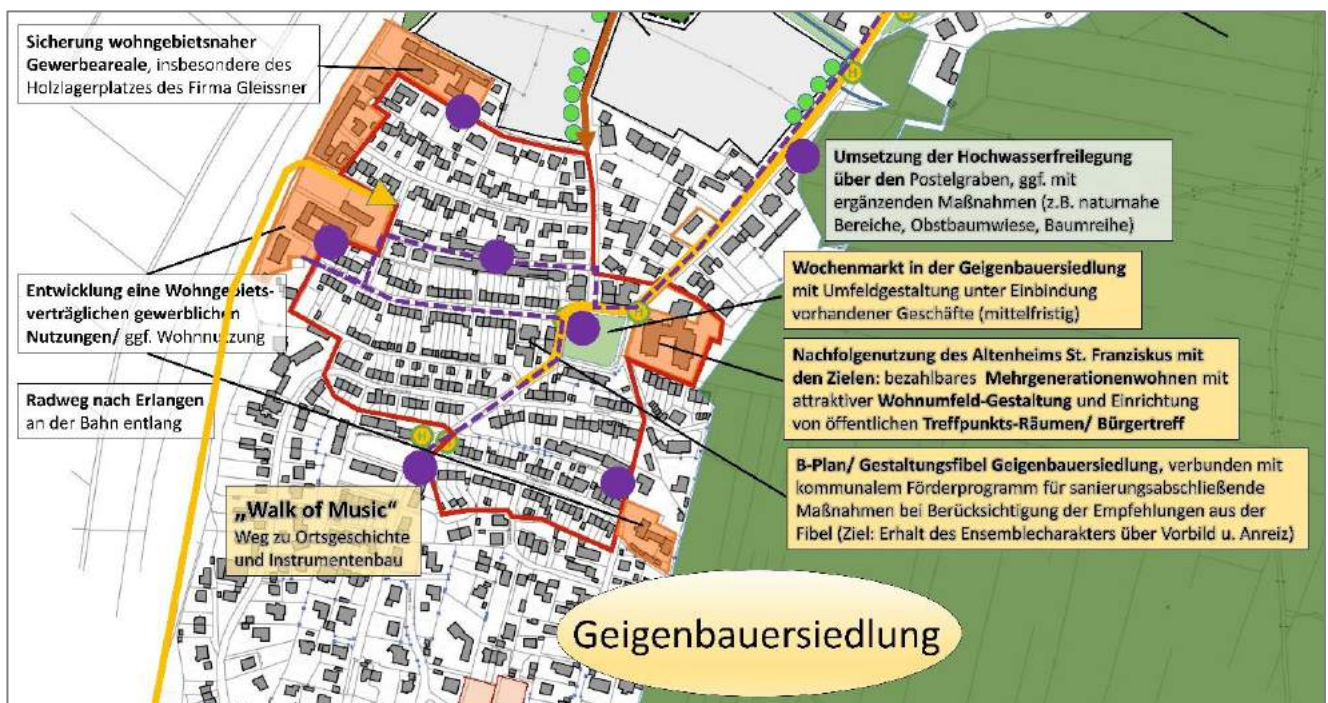 Sicherung wohngebietsnaher
Gewerbeareale, insbesondere des
Holzlagerplatzes des Firma Gleissner
Umsetzung der Hochwasserfreilegung
über den Postelgraben, ggf. mit
ergänzenden Maßnahmen (z.B. naturnahe
Bereiche, Obstbaumwiese, Baumreihe)
Wochenmarkt in der Geigenbauersiedlung
mit Umfeldgestaltung unter Einbindung
vorhandener Geschäfte (mittelfristig)
Entwicklung eine Wohngebiets-
verträglichen gewerblichen
Nutzungen/ ggf. Wohnnutzung
Nachfolgenutzung des Altenheims St. Franziskus mit
den Zielen: bezahlbares Mehrgenerationenwohnen mit
attraktiver Wohnumfeld-Gestaltung und Einrichtung
von öffentlichen Treffpunkts-Räumen/ Bürgertreff
Radweg nach Erlangen
an der Bahn entlang
B-Plan/ Gestaltungsfibel Geigenbauersiedlung, verbunden mit
kommunalem Förderprogramm für sanierungsabschließende
Maßnahmen bei Berücksichtigung der Empfehlungen aus der
Fibel (Ziel: Erhalt des Ensemblecharakters über Vorbild u. Anreiz)
„Walk of Music“
Weg zu Ortsgeschichte
und Instrumentenbau
Geigenbauersiedlung
H
H
H
H
H